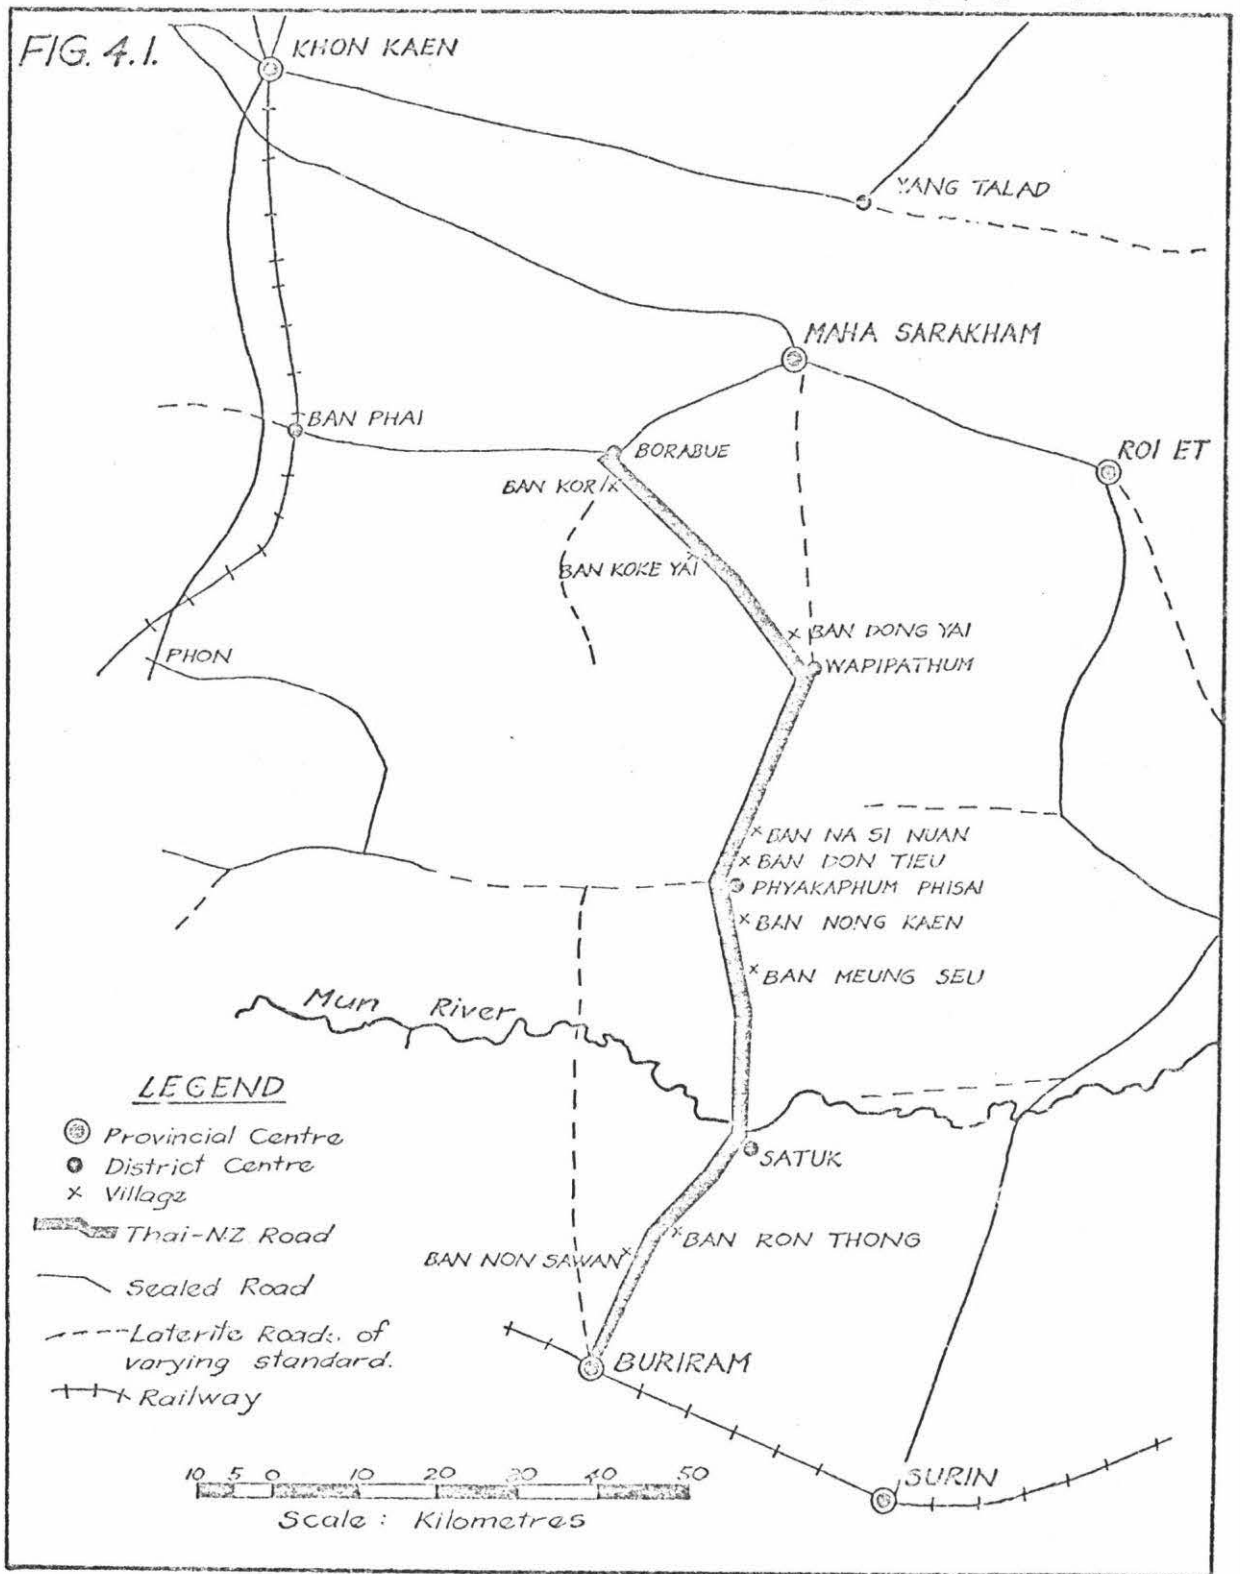 FIG. 4.1.
KHON KAEN
YANG TALAD
MAHA SARAKHAM
BAN PHAI
BORABUE
ROI ET
BAN KOR
BAN KOKE YAI
BAN DONG YAI
PHON
WAPIPATHUM
BAN NA SI NUAN
BAN DON TIEU
PHYAKAPHUM PHISAI
BAN NONG KAEN
BAN MEUNG SEU
Mun River
LEGEND
Provincial Centre
District Centre
Village
Thai-NZ Road
Sealed Road
Laterite Roads of
varying standard.
Railway
SATUK
BAN RON THONG
BAN NON SAWAN
BURIRAM
SURIN
10 5 0 10 20 30 40 50
Scale : Kilometres